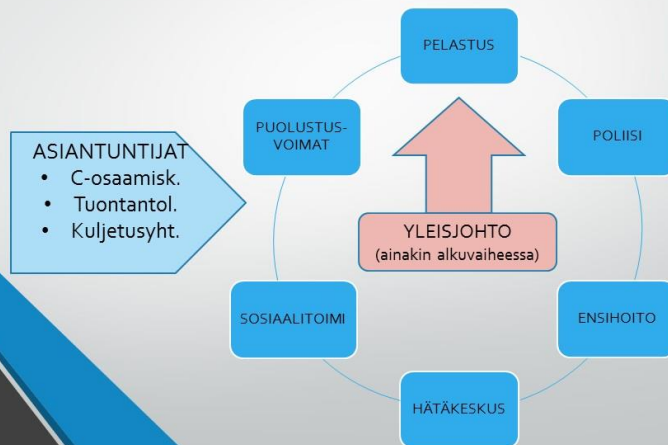 PELASTUS
PUOLUSTUS-
VOIMAT
POLIISI
ASIANTUNTIJAT
• C-osaamisk.
• Tuontantol.
• Kuljetusyht.
YLEISJOHTO
(ainakin alkuvaiheessa)
SOSIAALITOIMI
ENSIHOITO
HÄTÄKESKUS